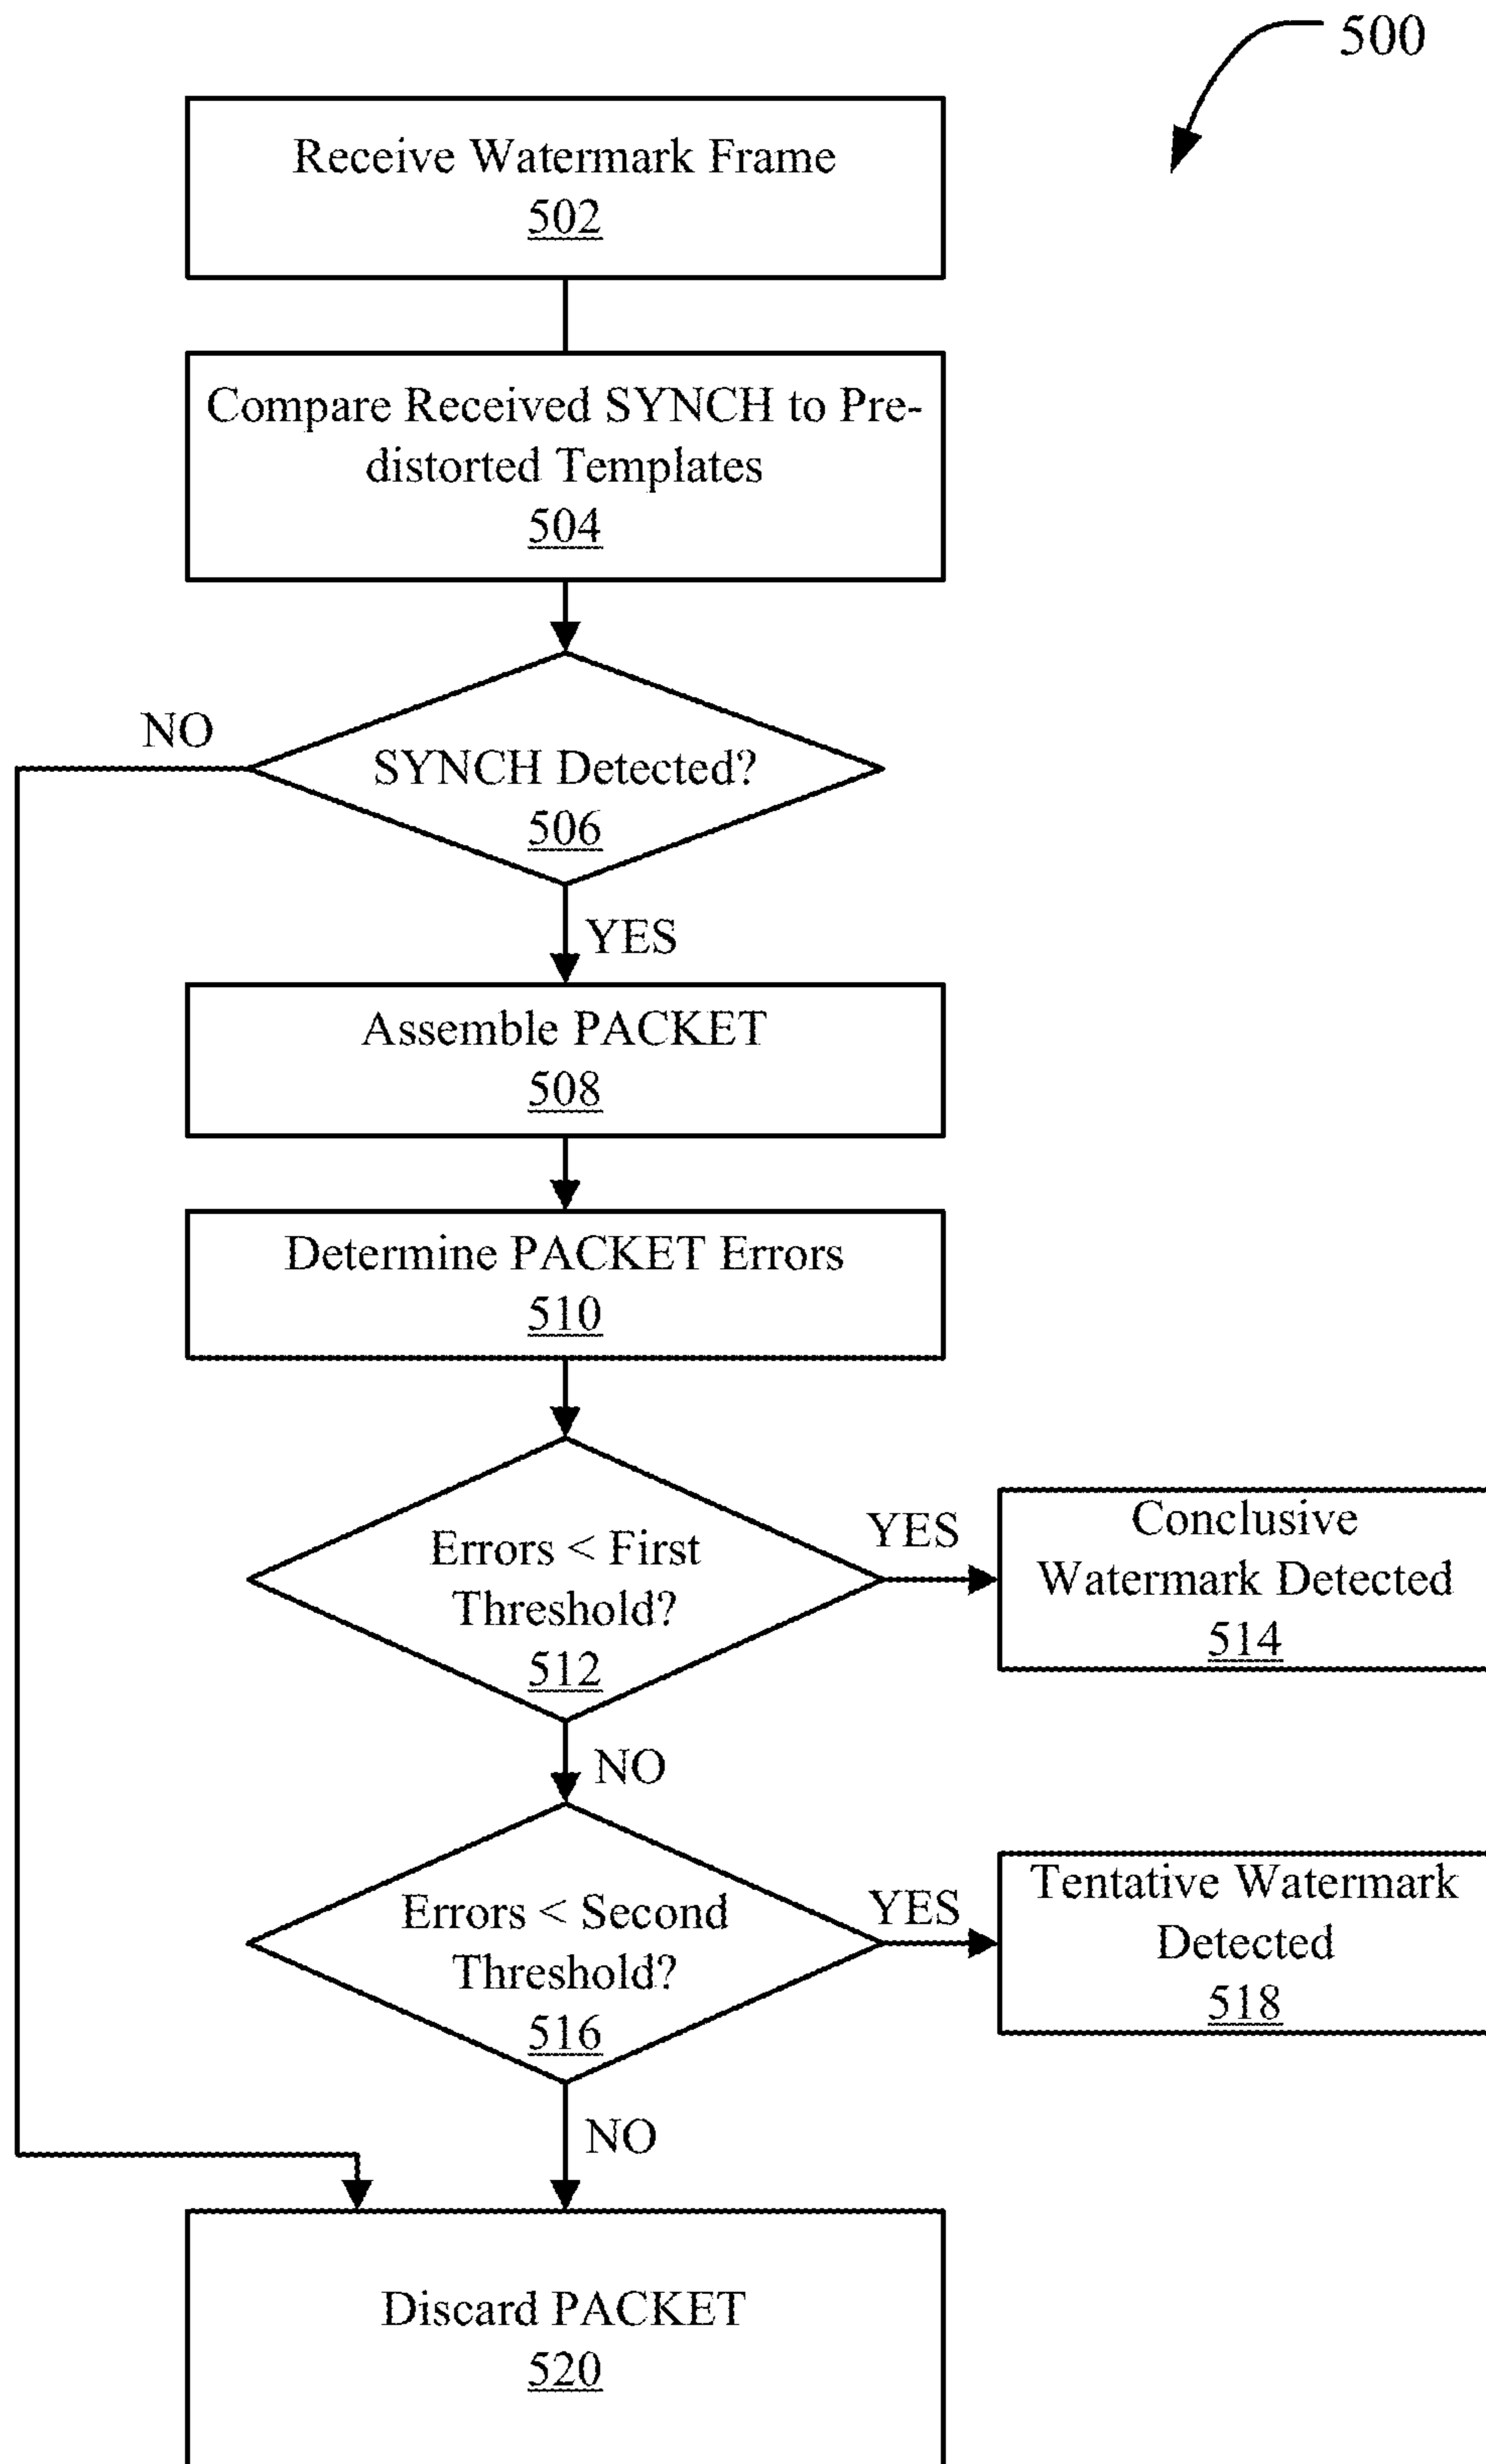 500
Receive Watermark Frame
502
Compare Received SYNCH to Pre-
distorted Templates
504
NO
SYNCH Detected?
506
YES
Assemble PACKET
508
Determine PACKET Errors
510
Errors < First
Threshold?
512
YES
Conclusive
Watermark Detected
514
NO
Errors < Second
Threshold?
516
YES
Tentative Watermark
Detected
518
NO
Discard PACKET
520